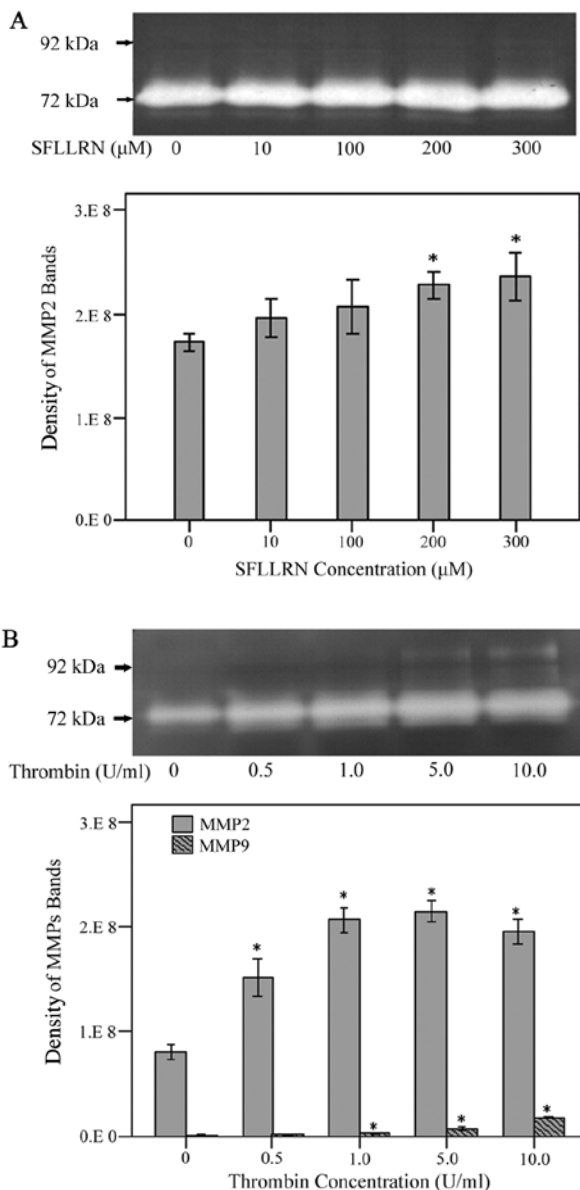 A
92 kDa
72 kDa
SFLLRN (μM) 0 10 100 200 300
3.E 8
2.E 8
1.E 8
0.E 0
Density of MMP2 Bands
* *
0 10 100 200 300
SFLLRN Concentration (μM)
B
92 kDa
72 kDa
Thrombin (U/ml) 0 0.5 1.0 5.0 10.0
3.E 8
2.E 8
1.E 8
0.E 0
Density of MMPs Bands
MMP2
MMP9
* * * *
* * *
0 0.5 1.0 5.0 10.0
Thrombin Concentration (U/ml)